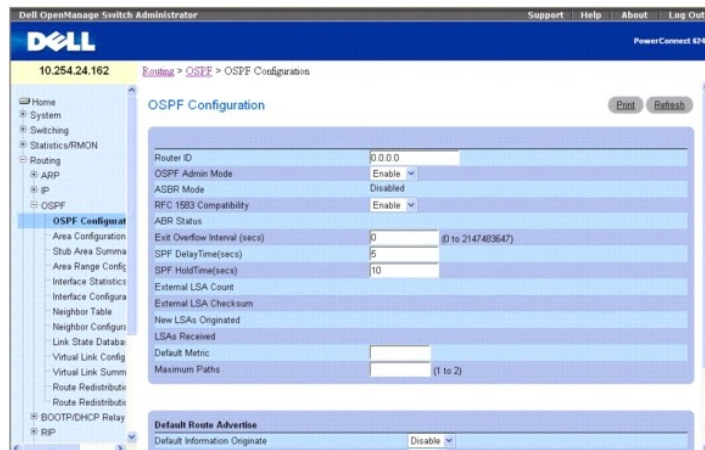 Dell OpenManage Switch Administrator Support Help About Log Out
DELL
PowerConnect 624
10.254.24.162
Routing > OSPF > OSPF Configuration
Home
System
Switching
Statistics/RMON
Routing
ARP
IP
OSPF
OSPF Configurat
Area Configuration
Stub Area Summa
Area Range Config
Interface Statistics
Interface Configura
Neighbor Table
Neighbor Configura
Link State Databas
Virtual Link Config
Virtual Link Summ
Route Redistributio
Route Redistributio
BOOTP/DHCP Relay
RIP
OSPF Configuration
Print Refresh
Router ID 0.0.0.0
OSPF Admin Mode Enable
ASBR Mode Disabled
RFC 1583 Compatibility Enable
ABR Status
Exit Overflow Interval (secs) 0 (0 to 2147483647)
SPF DelayTime(secs) 5
SPF HoldTime(secs) 10
External LSA Count
External LSA Checksum
New LSAs Originated
LSAs Received
Default Metric
Maximum Paths (1 to 2)
Default Route Advertise
Default Information Originate Disable